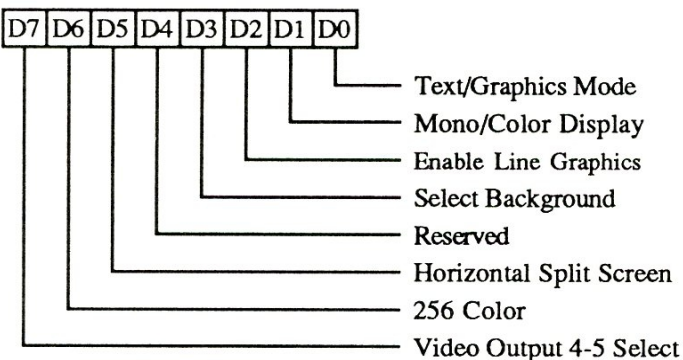 D7 D6 D5 D4 D3 D2 D1 D0
Text/Graphics Mode
Mono/Color Display
Enable Line Graphics
Select Background
Reserved
Horizontal Split Screen
256 Color
Video Output 4-5 Select